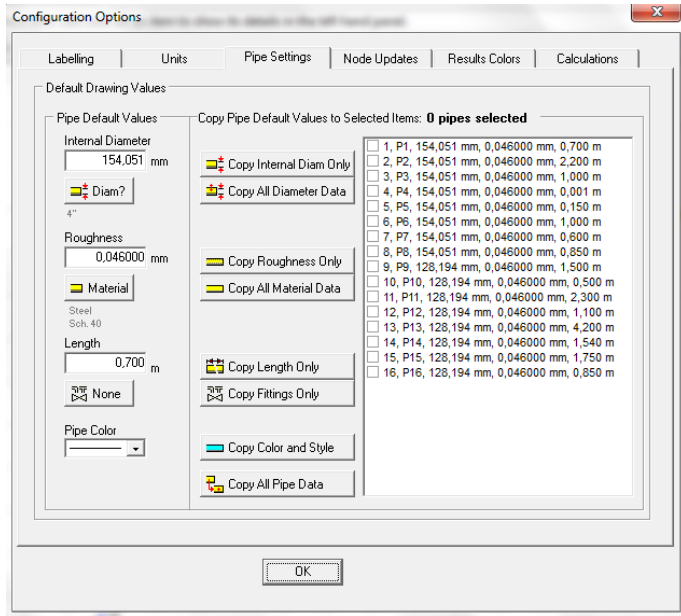 Configuration Options
Labelling
Units
Pipe Settings
Node Updates
Results Colors
Calculations
Default Drawing Values
Pipe Default Values
Internal Diameter
154,051 mm
Diam?
4"
Roughness
0,046000 mm
Material
Steel
Sch. 40
Length
0,700 m
None
Pipe Color
Copy Pipe Default Values to Selected Items: 0 pipes selected
Copy Internal Diam Only
Copy All Diameter Data
Copy Roughness Only
Copy All Material Data
Copy Length Only
Copy Fittings Only
Copy Color and Style
Copy All Pipe Data
1, P1, 154,051 mm, 0,046000 mm, 0,700 m
2, P2, 154,051 mm, 0,046000 mm, 2,200 m
3, P3, 154,051 mm, 0,046000 mm, 1,000 m
4, P4, 154,051 mm, 0,046000 mm, 0,001 m
5, P5, 154,051 mm, 0,046000 mm, 0,150 m
6, P6, 154,051 mm, 0,046000 mm, 1,000 m
7, P7, 154,051 mm, 0,046000 mm, 0,600 m
8, P8, 154,051 mm, 0,046000 mm, 0,850 m
9, P9, 128,194 mm, 0,046000 mm, 1,500 m
10, P10, 128,194 mm, 0,046000 mm, 0,500 m
11, P11, 128,194 mm, 0,046000 mm, 2,300 m
12, P12, 128,194 mm, 0,046000 mm, 1,100 m
13, P13, 128,194 mm, 0,046000 mm, 4,200 m
14, P14, 128,194 mm, 0,046000 mm, 1,540 m
15, P15, 128,194 mm, 0,046000 mm, 1,750 m
16, P16, 128,194 mm, 0,046000 mm, 0,850 m
OK